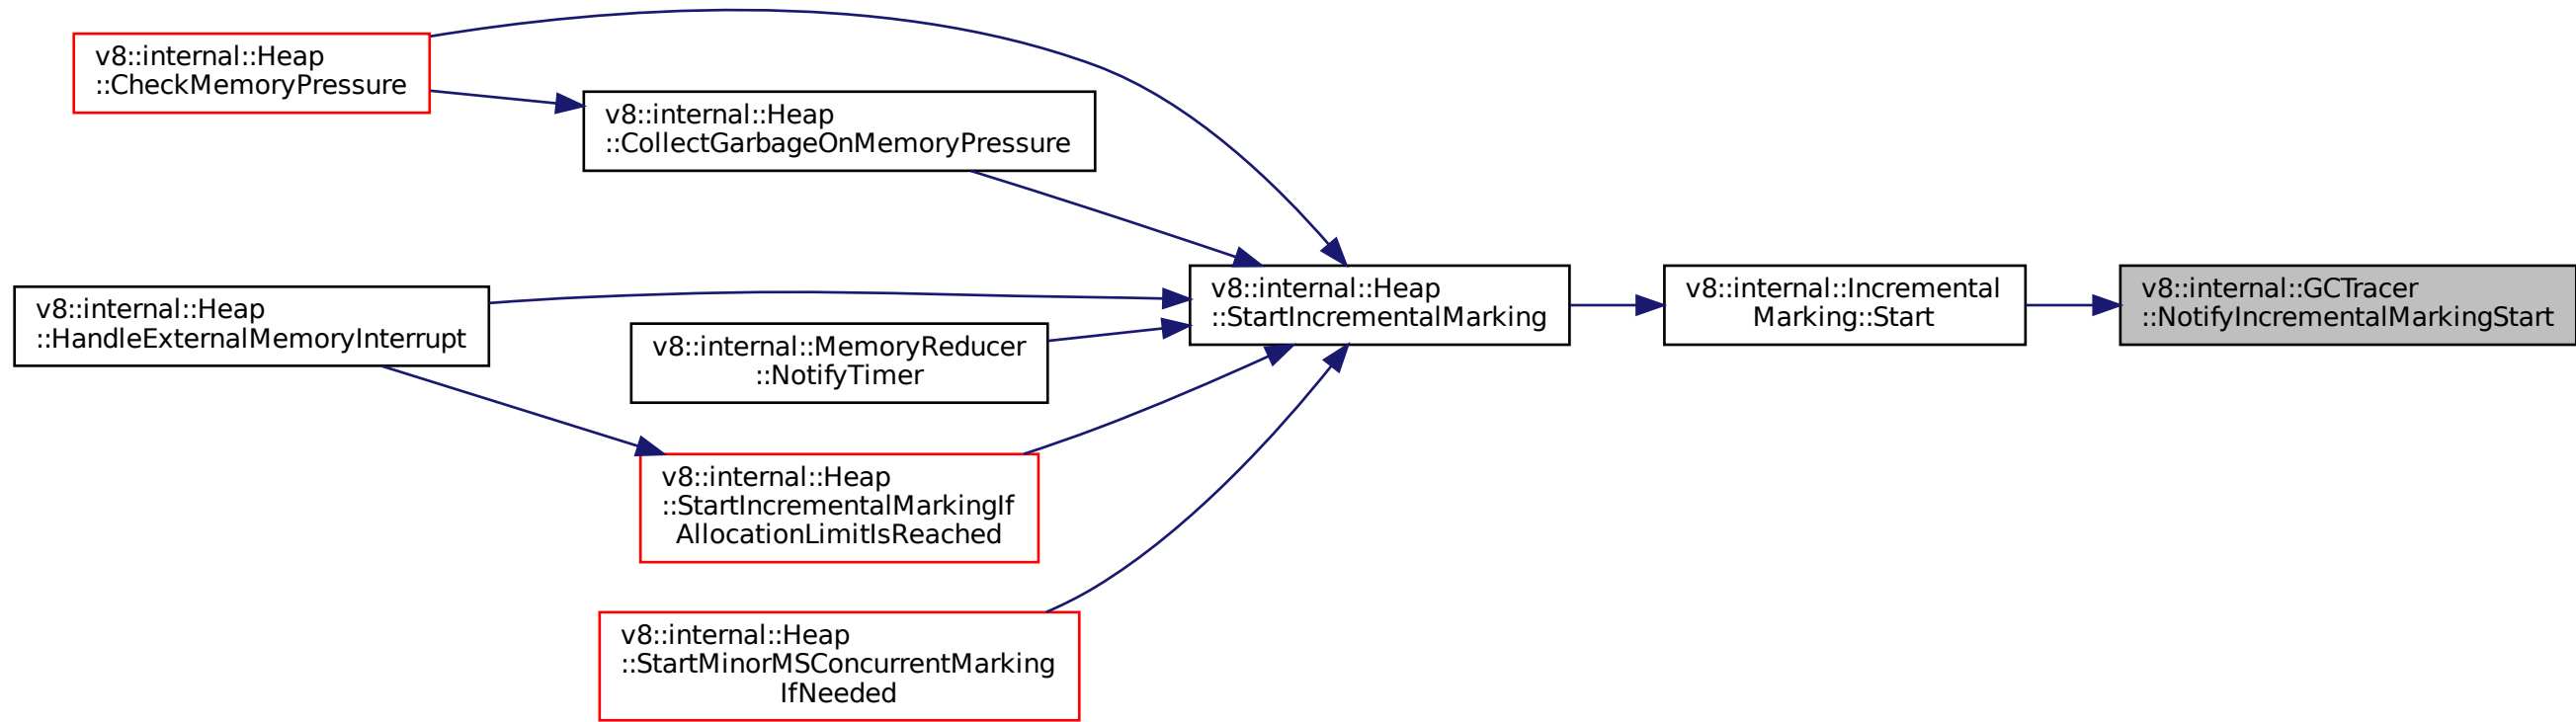 v8::internal::Heap
::CheckMemoryPressure
v8::internal::Heap
::CollectGarbageOnMemoryPressure
v8::internal::Heap
::HandleExternalMemoryInterrupt
v8::internal::MemoryReducer
::NotifyTimer
v8::internal::Heap
::StartIncrementalMarkingIf
AllocationLimitIsReached
v8::internal::Heap
::StartMinorMSConcurrentMarking
IfNeeded
v8::internal::Heap
::StartIncrementalMarking
v8::internal::Incremental
Marking::Start
v8::internal::GCTracer
::NotifyIncrementalMarkingStart